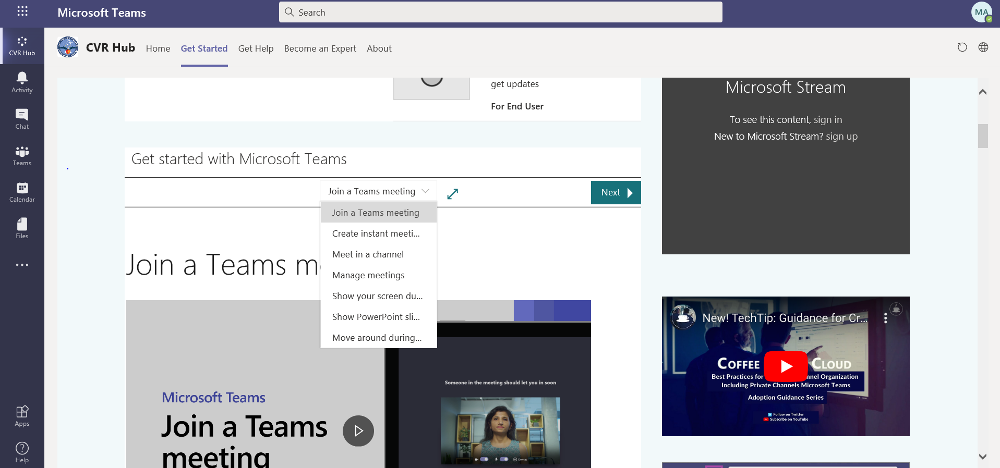 Microsoft Teams
Search
MA
CVR Hub
Activity
Chat
Teams
Calendar
Files
Apps
Help
CVR Hub
Home
Get Started
Get Help
Become an Expert
About
get updates
For End User
Get started with Microsoft Teams
Join a Teams meeting
Next
Join a Teams meeting
Create instant meeti...
Meet in a channel
Manage meetings
Show your screen du...
Show PowerPoint sli...
Move around during...
Join a Teams m
Microsoft Teams
Join a Teams
meeting
Someone in the meeting should let you in soon
Devices
Microsoft Stream
To see this content, sign in
New to Microsoft Stream? sign up
New! TechTip: Guidance for Cr...
COFFEE CLOUD
Best Practices for nnel Organization
Including Private Channels Microsoft Teams
Adoption Guidance Series
Follow on Twitter
Subscribe on YouTube